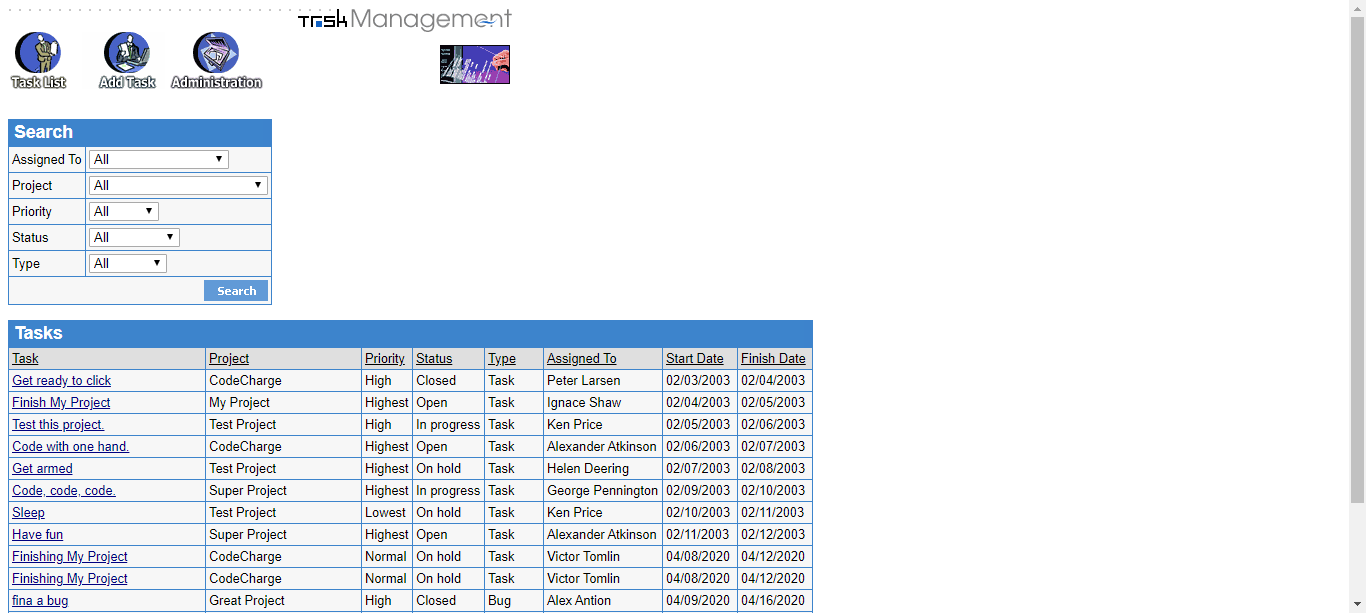 Task Management
Task List Add Task Administration
Search
Assigned To All
Project All
Priority All
Status All
Type All
Search
Tasks
Task Project Priority Status Type Assigned To Start Date Finish Date
Get ready to click CodeCharge High Closed Task Peter Larsen 02/03/2003 02/04/2003
Finish My Project My Project Highest Open Task Ignace Shaw 02/04/2003 02/05/2003
Test this project. Test Project High In progress Task Ken Price 02/05/2003 02/06/2003
Code with one hand. CodeCharge Highest Open Task Alexander Atkinson 02/06/2003 02/07/2003
Get armed Test Project Highest On hold Task Helen Deering 02/07/2003 02/08/2003
Code, code, code. Super Project Highest In progress Task George Pennington 02/09/2003 02/10/2003
Sleep Test Project Lowest On hold Task Ken Price 02/10/2003 02/11/2003
Have fun Super Project Highest Open Task Alexander Atkinson 02/11/2003 02/12/2003
Finishing My Project CodeCharge Normal On hold Task Victor Tomlin 04/08/2020 04/12/2020
Finishing My Project CodeCharge Normal On hold Task Victor Tomlin 04/08/2020 04/12/2020
fina a bug Great Project High Closed Bug Alex Antion 04/09/2020 04/16/2020